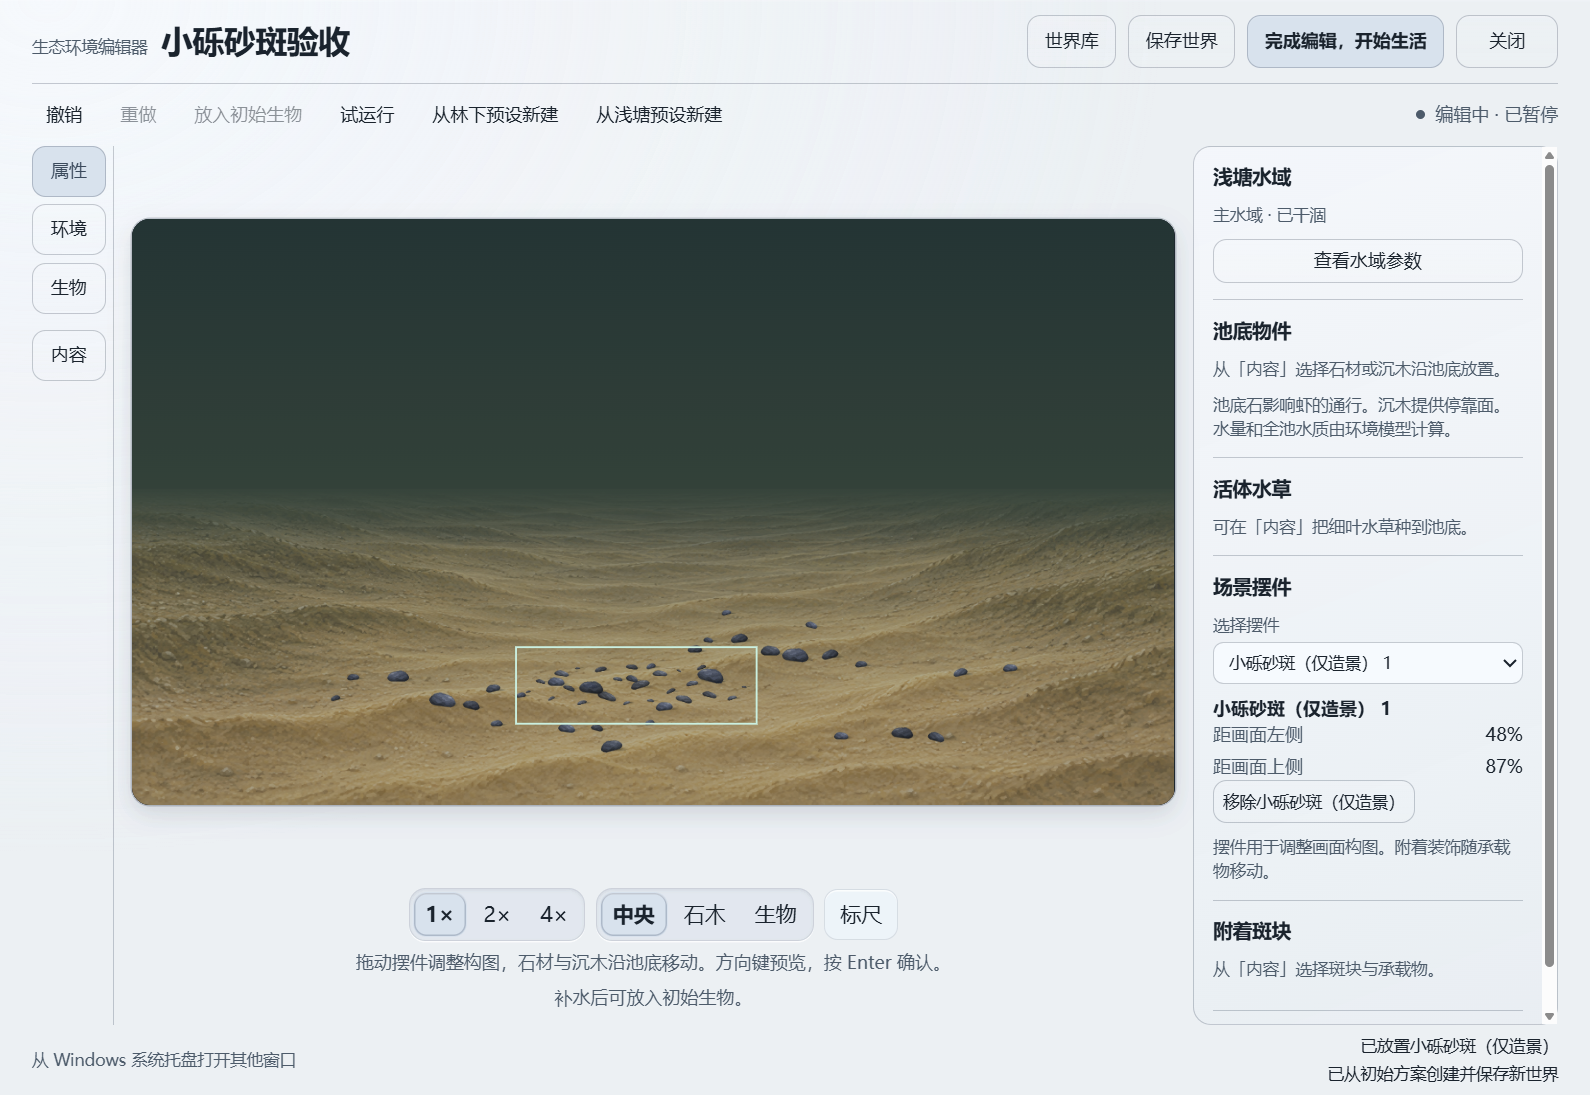 生态环境编辑器 小砾砂斑验收
世界库 保存世界 完成编辑，开始生活 关闭
撤销 重做 放入初始生物 试运行 从林下预设新建 从浅塘预设新建
编辑中 · 已暂停
属性
环境
生物
内容
浅塘水域
主水域 · 已干涸
查看水域参数
池底物件
从「内容」选择石材或沉木沿池底放置。
池底石影响虾的通行。沉木提供停靠面。
水量和全池水质由环境模型计算。
活体水草
可在「内容」把细叶水草种到池底。
场景摆件
选择摆件
小砾砂斑（仅造景） 1
小砾砂斑（仅造景） 1
距画面左侧 48%
距画面上侧 87%
移除小砾砂斑（仅造景）
摆件用于调整画面构图。附着装饰随承载
物移动。
附着斑块
从「内容」选择斑块与承载物。
1× 2× 4× 中央 石木 生物 标尺
拖动摆件调整构图，石材与沉木沿池底移动。方向键预览，按 Enter 确认。
补水后可放入初始生物。
从 Windows 系统托盘打开其他窗口
已放置小砾砂斑（仅造景）
已从初始方案创建并保存新世界